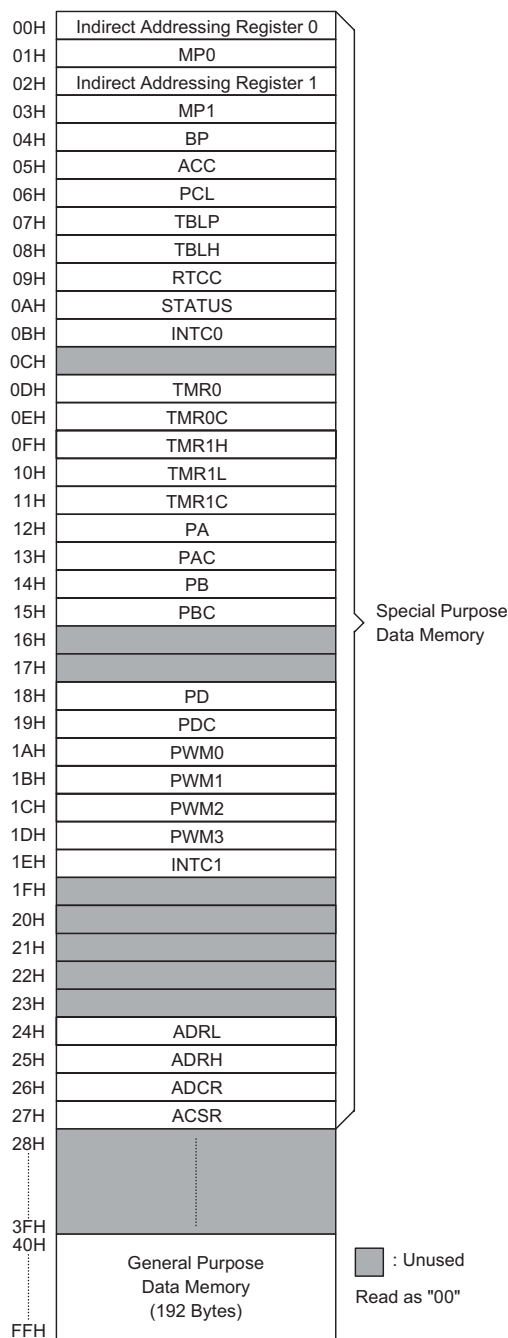 00H Indirect Addressing Register 0
01H MP0
02H Indirect Addressing Register 1
03H MP1
04H BP
05H ACC
06H PCL
07H TBLP
08H TBLH
09H RTCC
0AH STATUS
0BH INTC0
0CH
0DH TMR0
0EH TMR0C
0FH TMR1H
10H TMR1L
11H TMR1C
12H PA
13H PAC
14H PB
15H PBC
Special Purpose
Data Memory
16H
17H
18H PD
19H PDC
1AH PWM0
1BH PWM1
1CH PWM2
1DH PWM3
1EH INTC1
1FH
20H
21H
22H
23H
24H ADRL
25H ADRH
26H ADCR
27H ACSR
28H
3FH
40H
General Purpose
Data Memory
(192 Bytes)
FFH
: Unused
Read as "00"